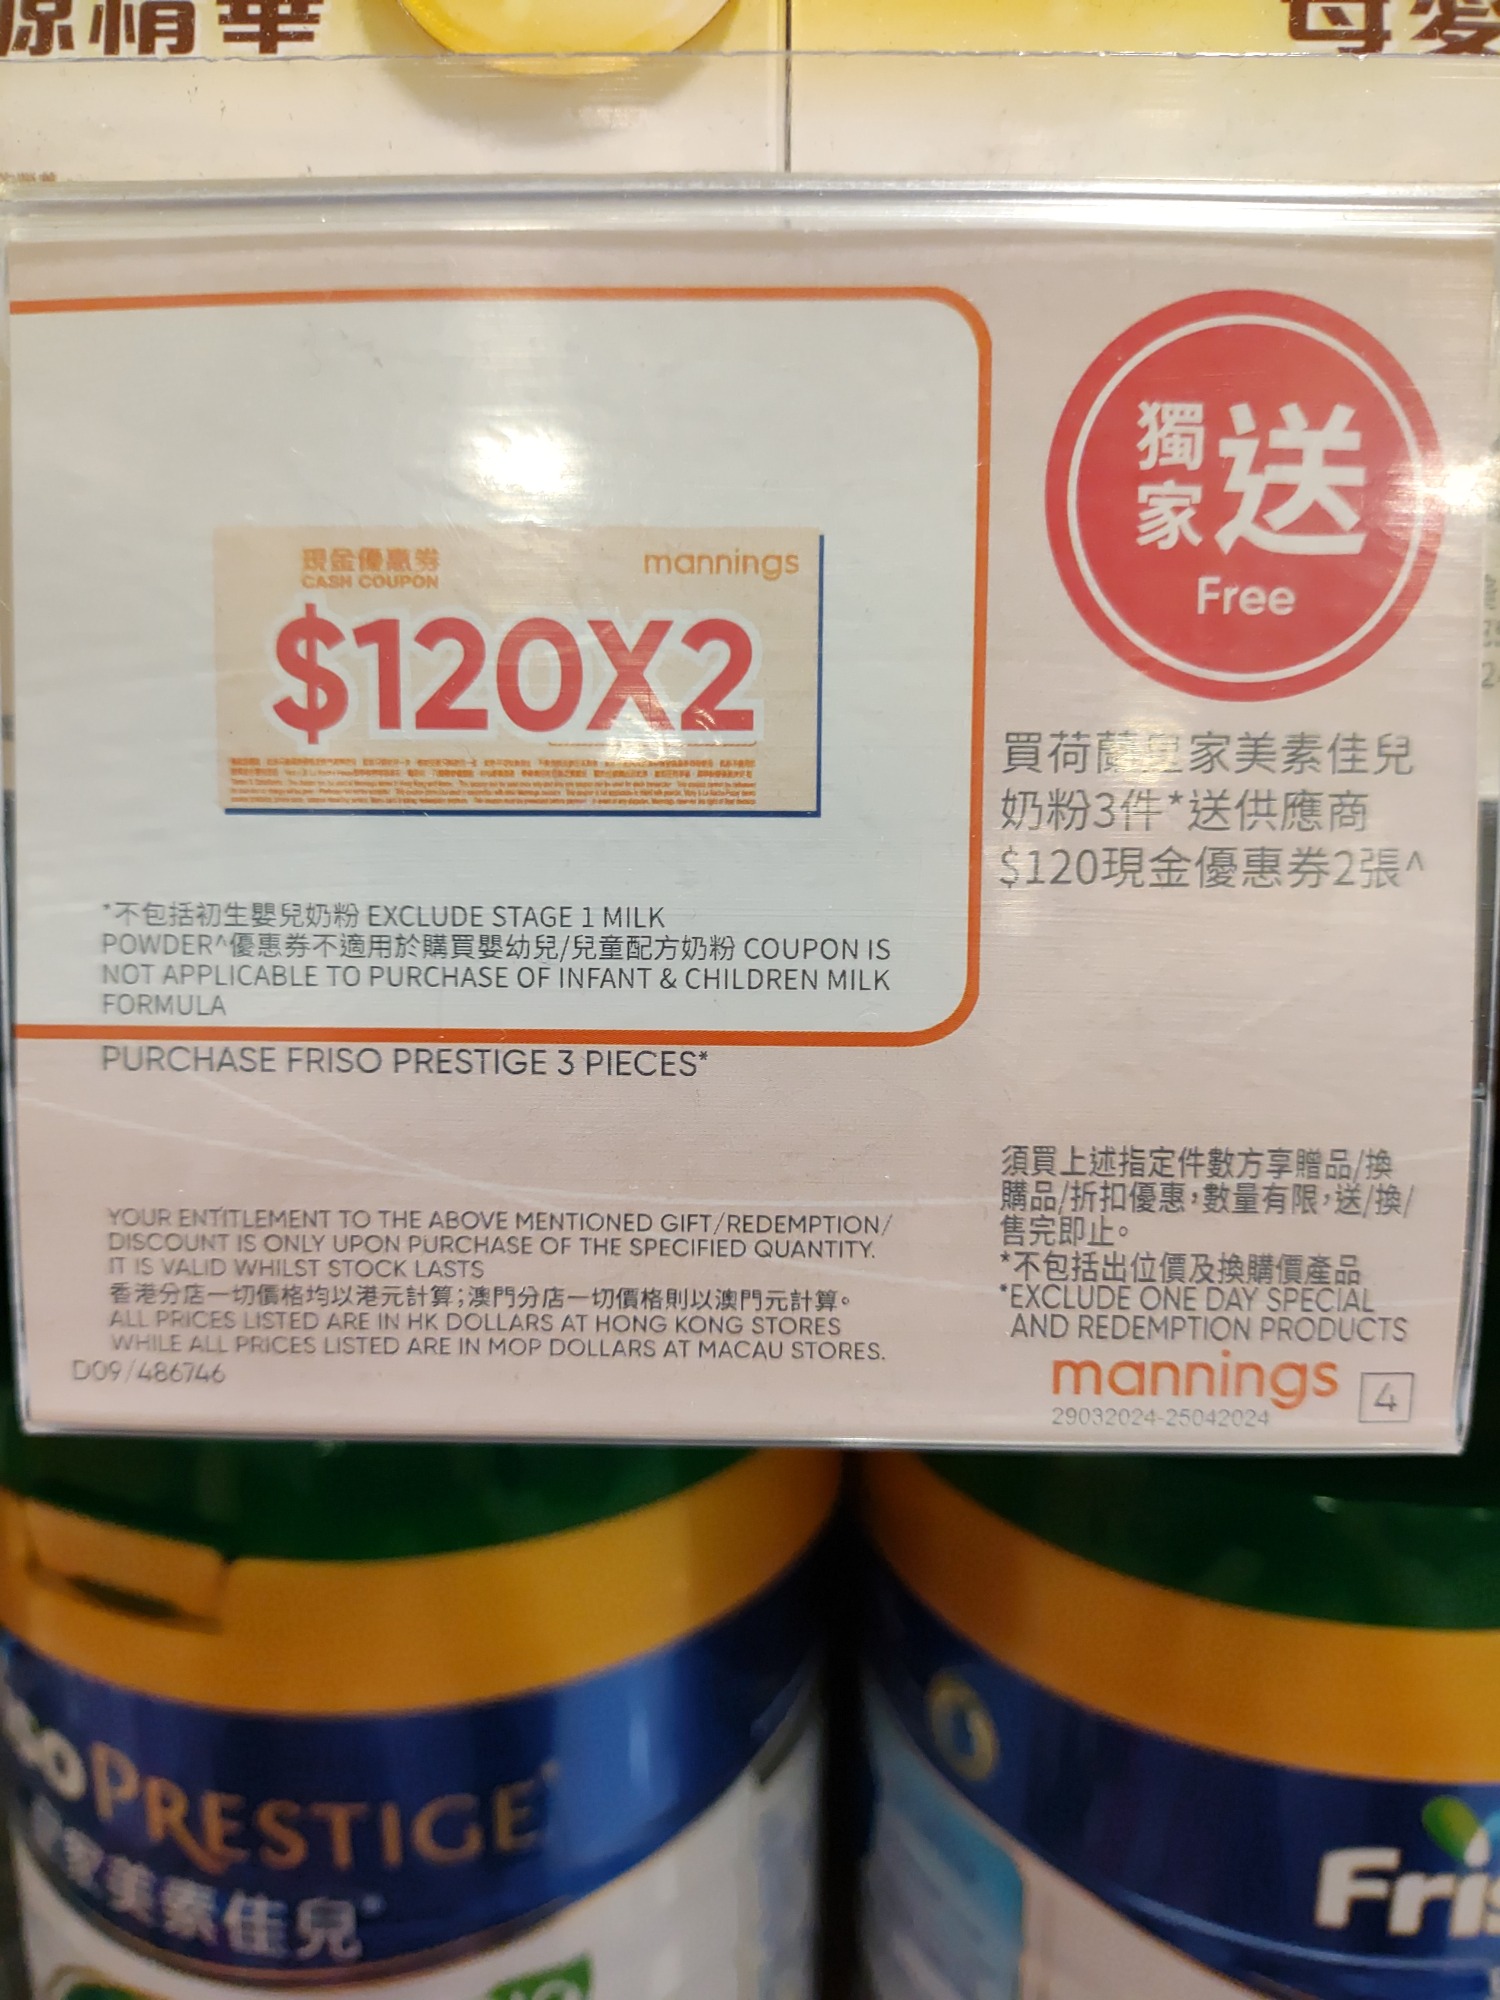 源精華
母愛
獨家送
Free
現金優惠券
CASH COUPON
mannings
$120X2
買荷蘭皇家美素佳兒
奶粉3件*送供應商
$120現金優惠券2張^
*不包括初生嬰兒奶粉 EXCLUDE STAGE 1 MILK
POWDER^優惠券不適用於購買嬰幼兒/兒童配方奶粉 COUPON IS
NOT APPLICABLE TO PURCHASE OF INFANT & CHILDREN MILK
FORMULA
PURCHASE FRISO PRESTIGE 3 PIECES*
YOUR ENTITLEMENT TO THE ABOVE MENTIONED GIFT/REDEMPTION/
DISCOUNT IS ONLY UPON PURCHASE OF THE SPECIFIED QUANTITY.
IT IS VALID WHILST STOCK LASTS
香港分店一切價格均以港元計算；澳門分店一切價格則以澳門元計算。
ALL PRICES LISTED ARE IN HK DOLLARS AT HONG KONG STORES
WHILE ALL PRICES LISTED ARE IN MOP DOLLARS AT MACAU STORES.
D09/486746
須買上述指定件數方享贈品/換
購品/折扣優惠，數量有限，送/換/
售完即止。
*不包括出位價及換購價產品
*EXCLUDE ONE DAY SPECIAL
AND REDEMPTION PRODUCTS
mannings
29032024-25042024
4
PRESTIGE
家美素佳兒
Fris